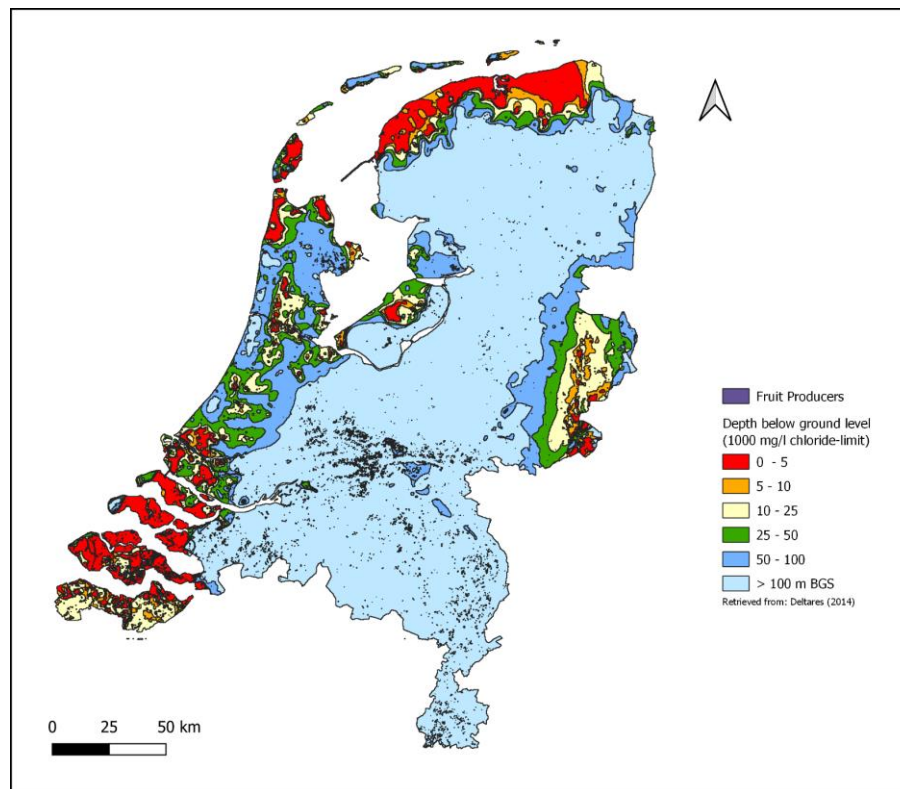 Fruit Producers
Depth below ground level
(1000 mg/l chloride-limit)
0 - 5
5 - 10
10 - 25
25 - 50
50 - 100
> 100 m BGS
Retrieved from: Deltares (2014)
0 25 50 km